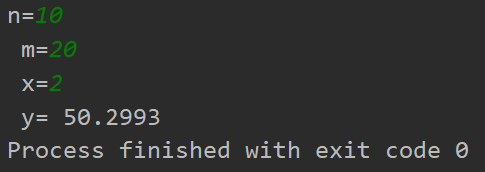 n=10
m=20
x=2
y= 50.2993
Process finished with exit code 0